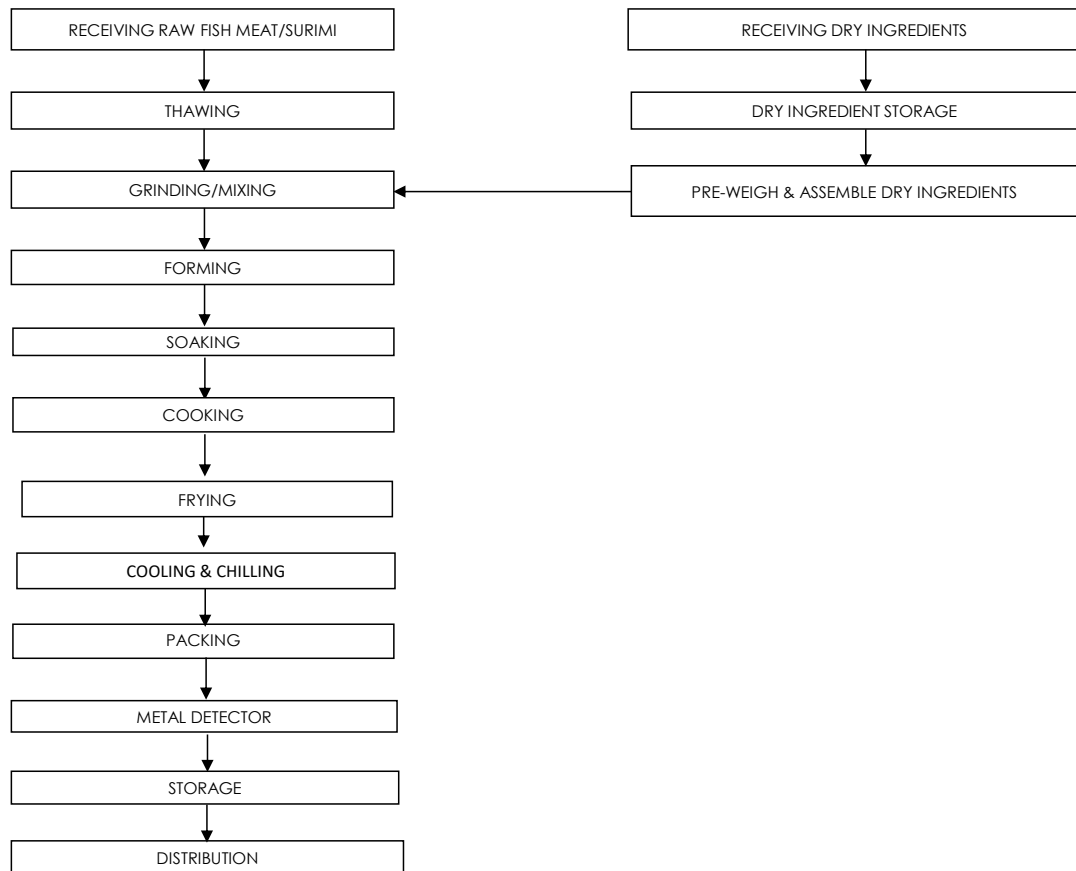 RECEIVING RAW FISH MEAT/SURIMI
THAWING
GRINDING/MIXING
FORMING
SOAKING
COOKING
FRYING
COOLING & CHILLING
PACKING
METAL DETECTOR
STORAGE
DISTRIBUTION
RECEIVING DRY INGREDIENTS
DRY INGREDIENT STORAGE
PRE-WEIGH & ASSEMBLE DRY INGREDIENTS